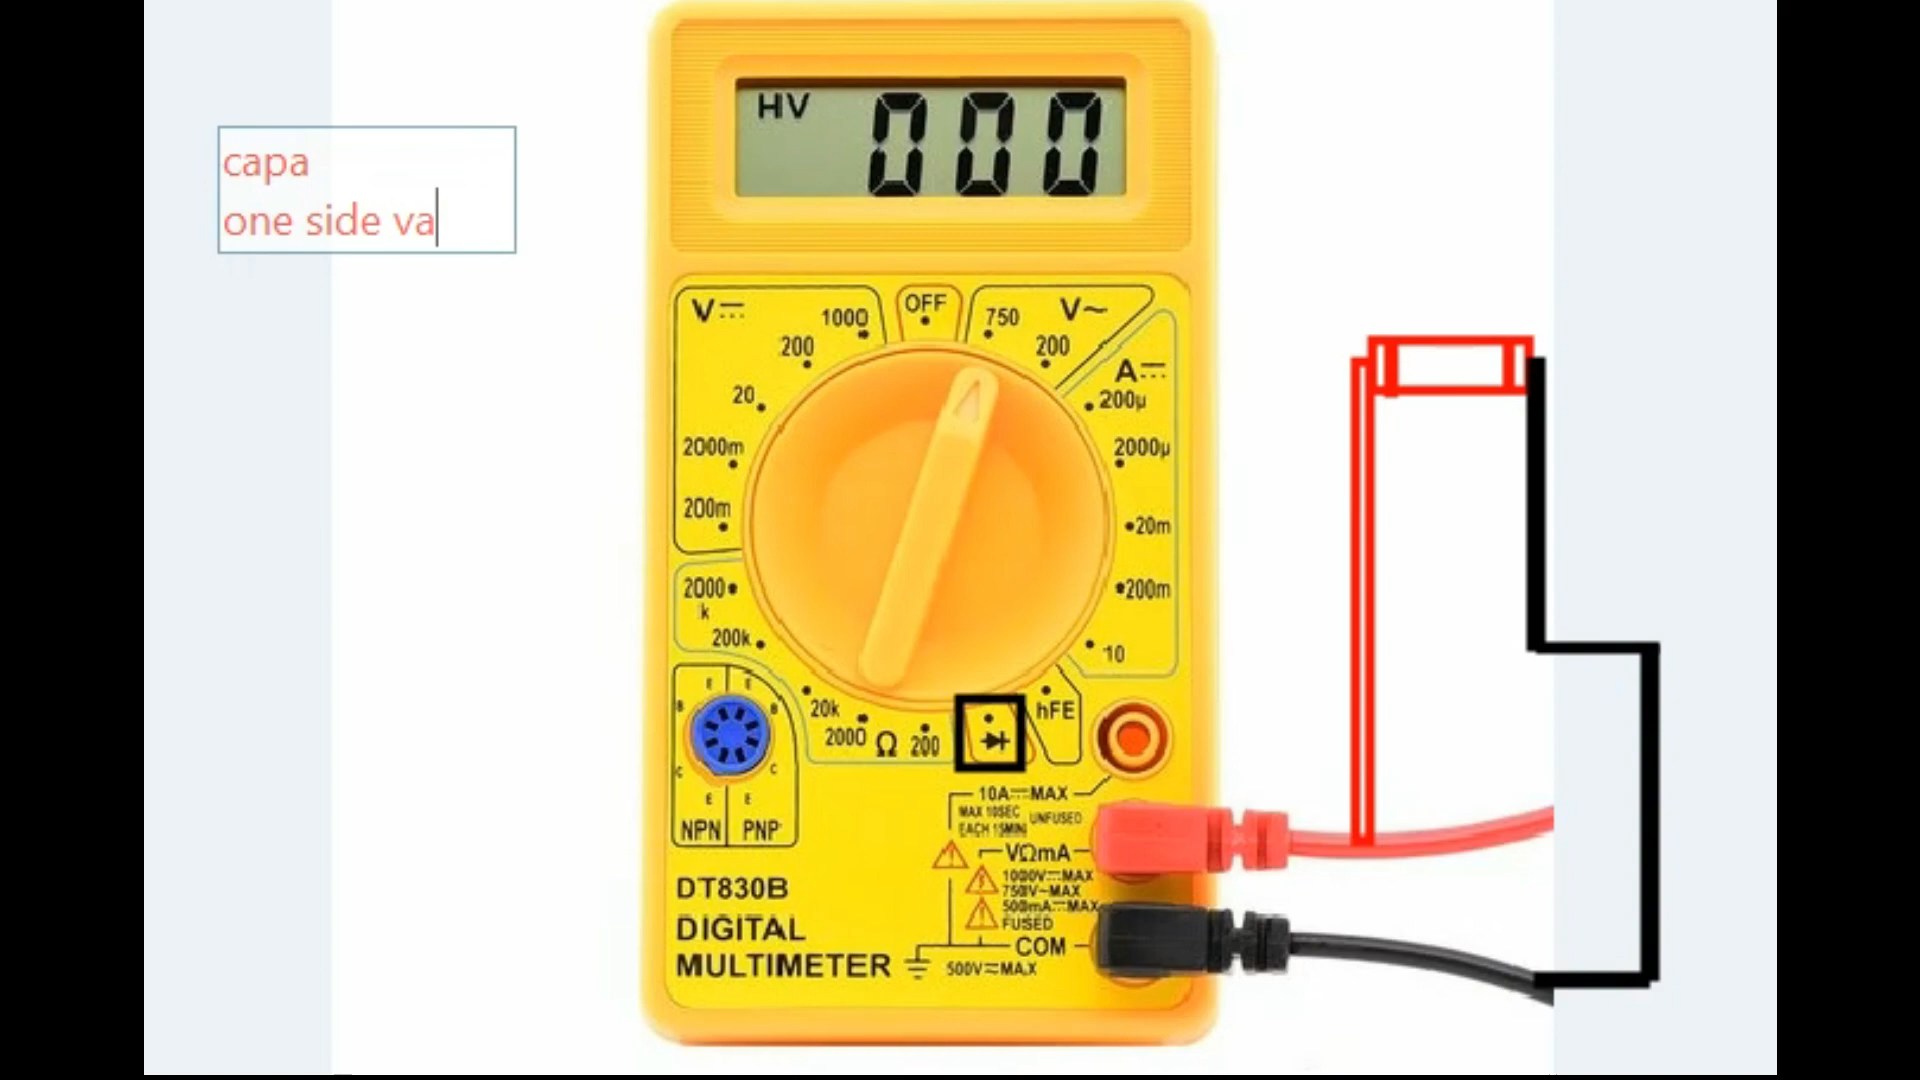 capa
one side va
HV 000
V⎓ 1000 OFF 750 V~
200 200
A⎓
20 200µ
2000m 2000µ
200m 20m
2000k 200m
200k 10
20k hFE
2000 Ω 200
E E
B B
C C
E E
NPN PNP
10A⎓MAX
MAX 10SEC
EACH 15MIN
UNFUSED
VΩmA
1000V⎓MAX
750V~MAX
500mA⎓MAX
FUSED
COM
500V⎓MAX
DT830B
DIGITAL
MULTIMETER